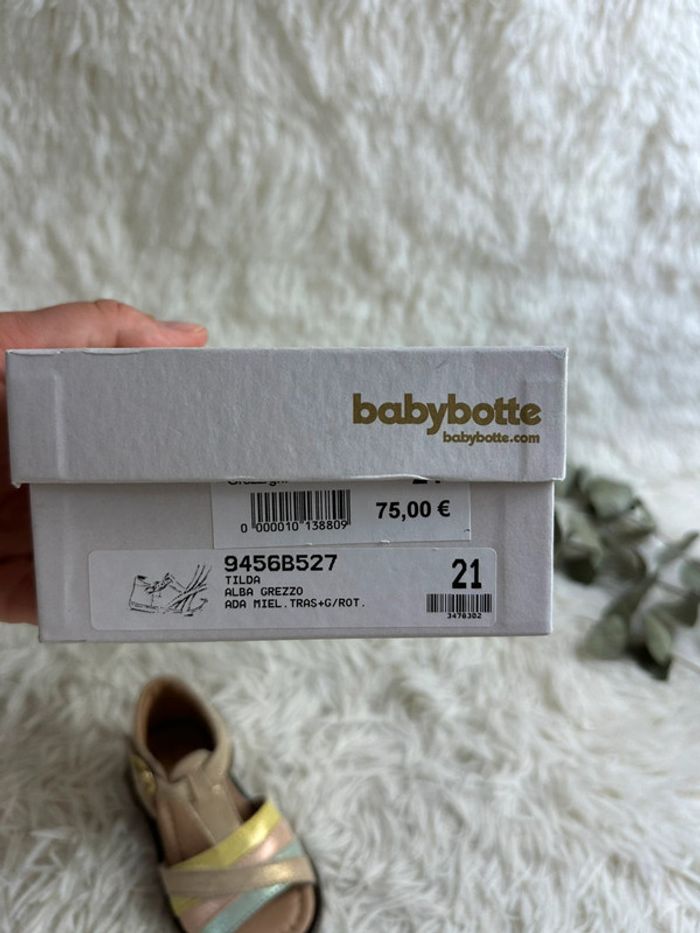 babybotte
babybotte.com
75,00 €
0 000010 138809
9456B527
TILDA
ALBA GREZZO
ADA MIEL.TRAS+G/ROT.
21
3478302